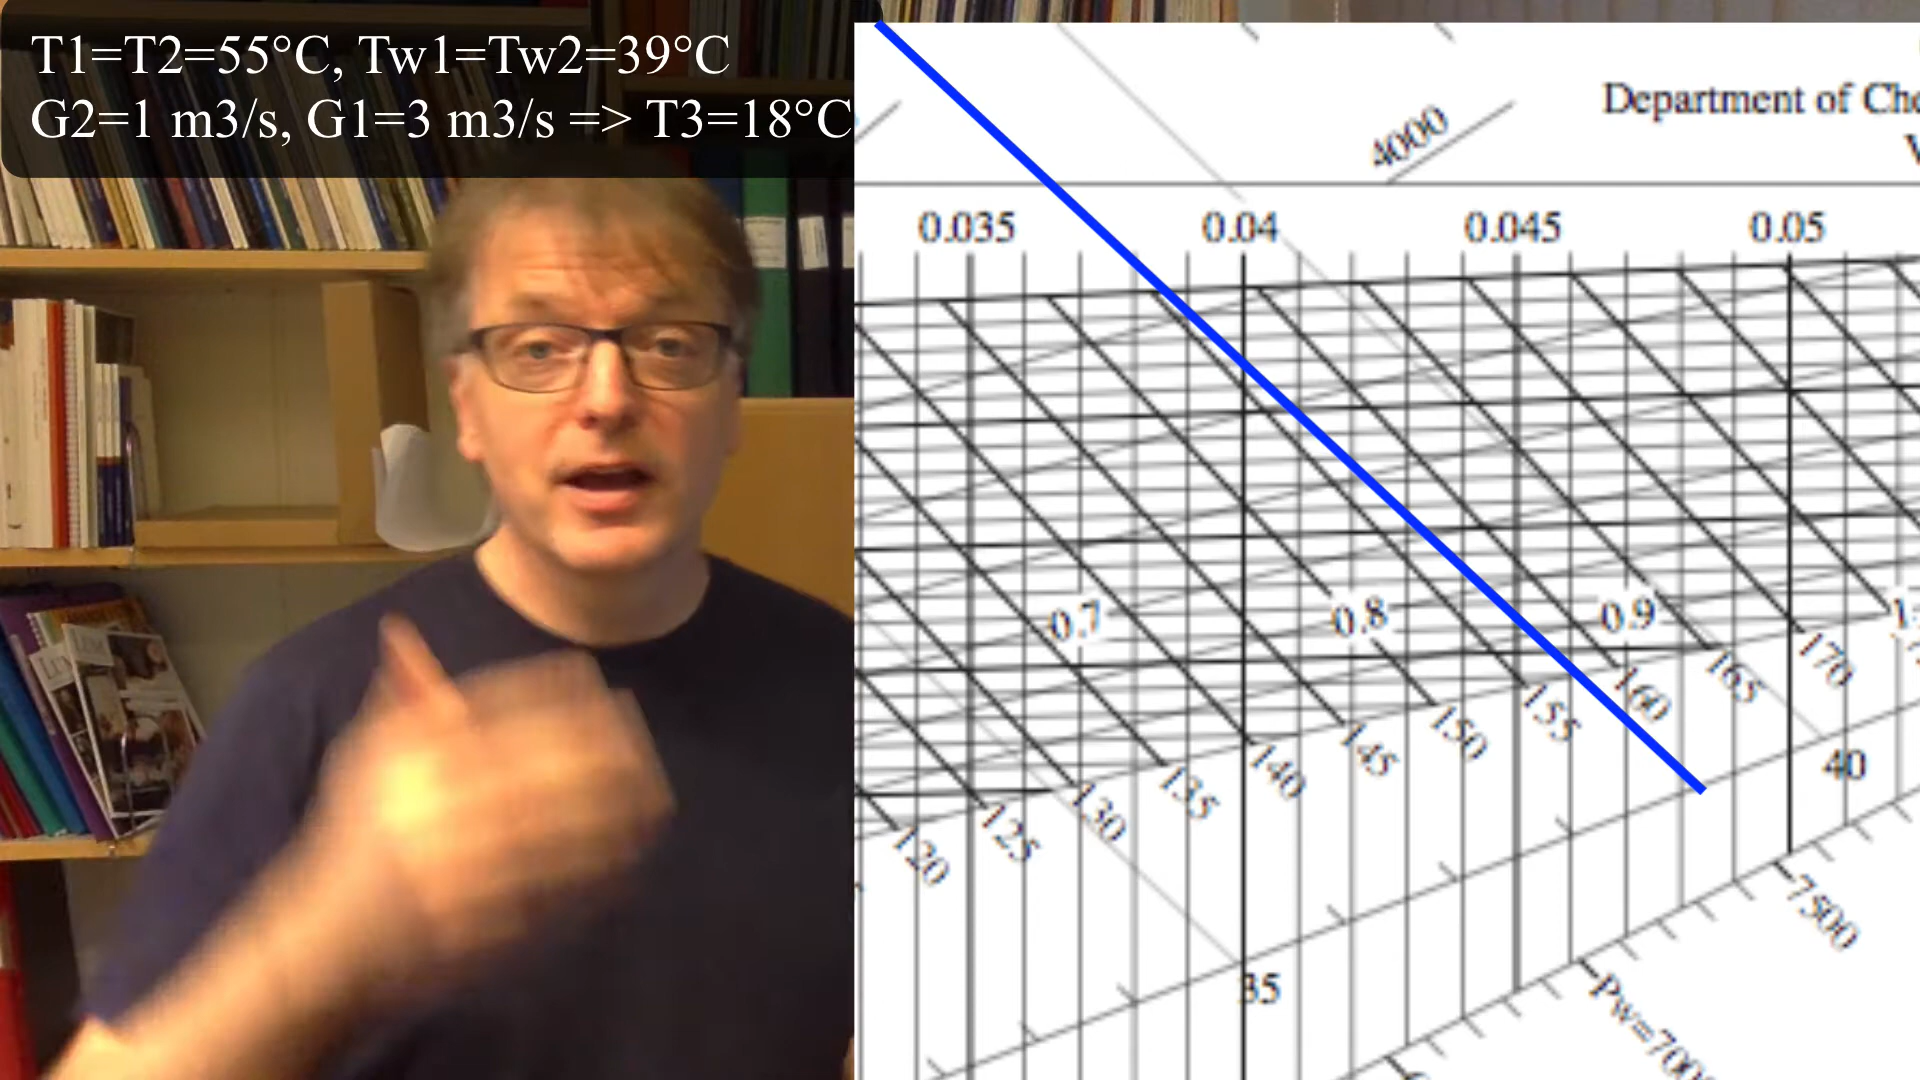 T1=T2=55°C, Tw1=Tw2=39°C
G2=1 m3/s, G1=3 m3/s => T3=18°C
Department of Che
4000
0.035 0.04 0.045 0.05
0.7 0.8 0.9
120 125 130 135 140 145 150 155 160 165 170
40
35
7500
Pw=7000